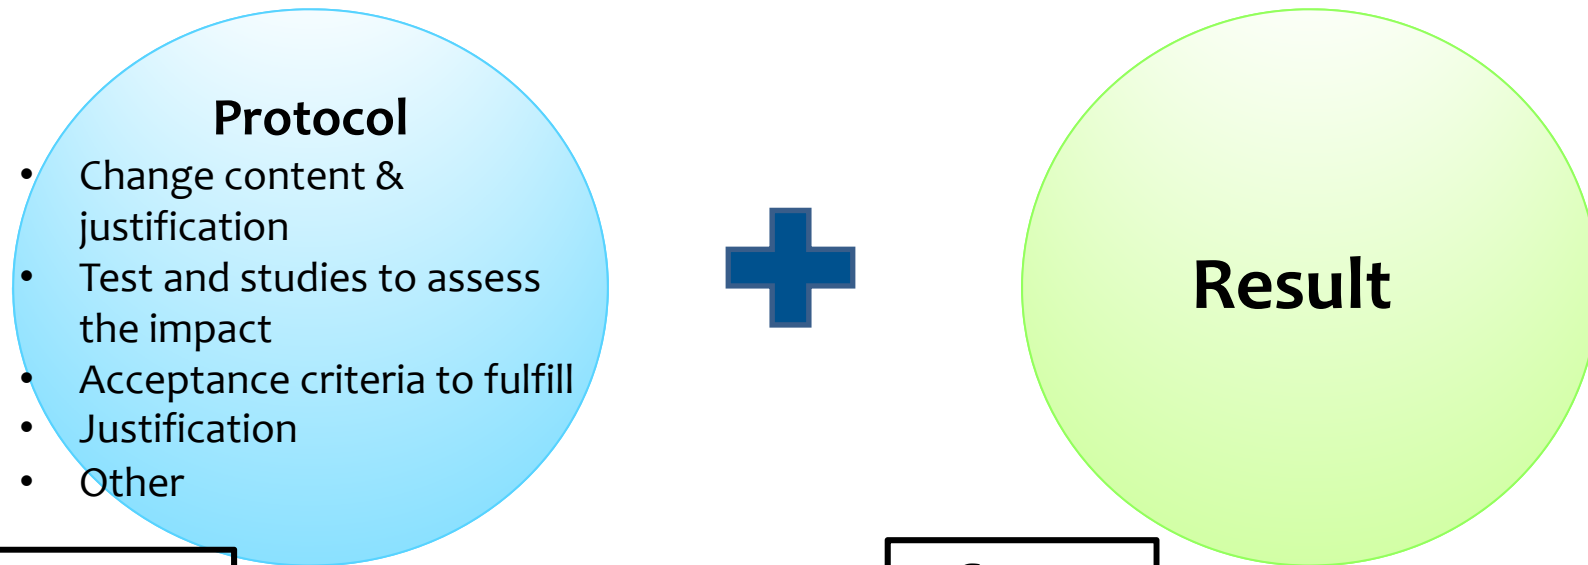 Protocol
• Change content &
justification
• Test and studies to assess
the impact
• Acceptance criteria to fulfill
• Justification
• Other
Result